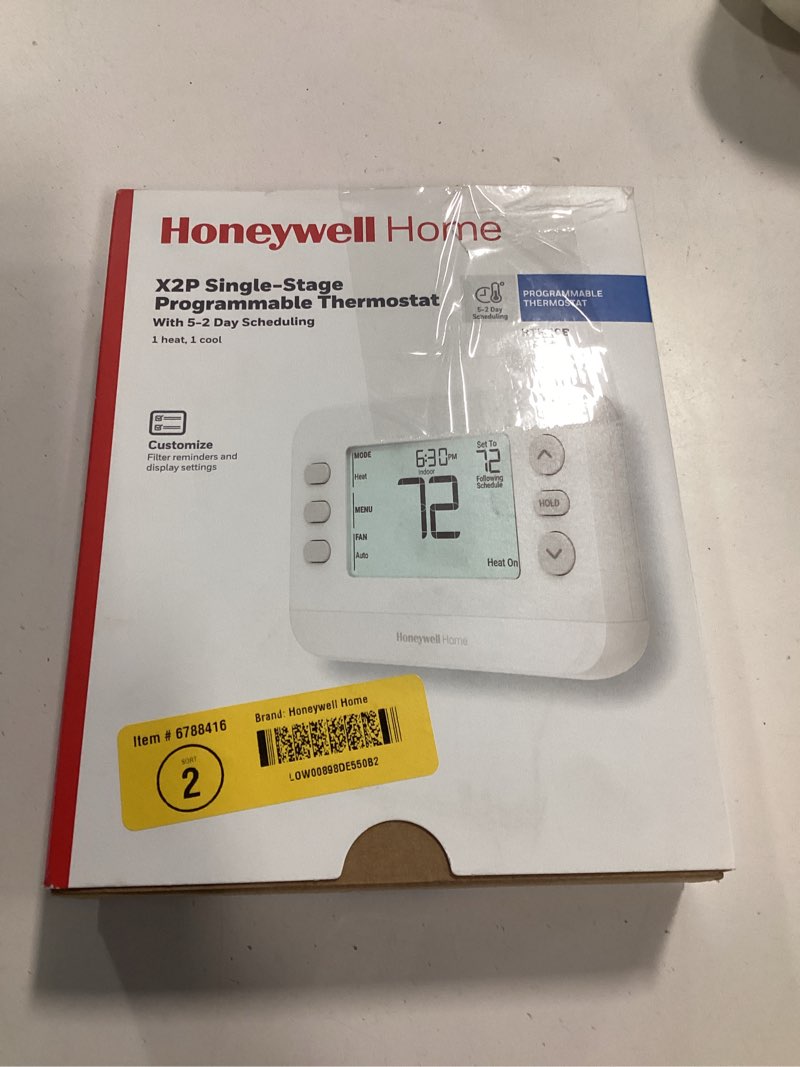 Honeywell Home
X2P Single-Stage
Programmable Thermostat
With 5-2 Day Scheduling
1 heat, 1 cool
5-2 Day
Scheduling
PROGRAMMABLE
THERMOSTAT
Customize
Filter reminders and
display settings
MODE
Heat
MENU
FAN
Auto
6:30PM
Indoor
72
Set To
72
Following
Schedule
Heat On
HOLD
Honeywell Home
Item # 6788416
SORT
2
Brand: Honeywell Home
LOW00898DE550B2